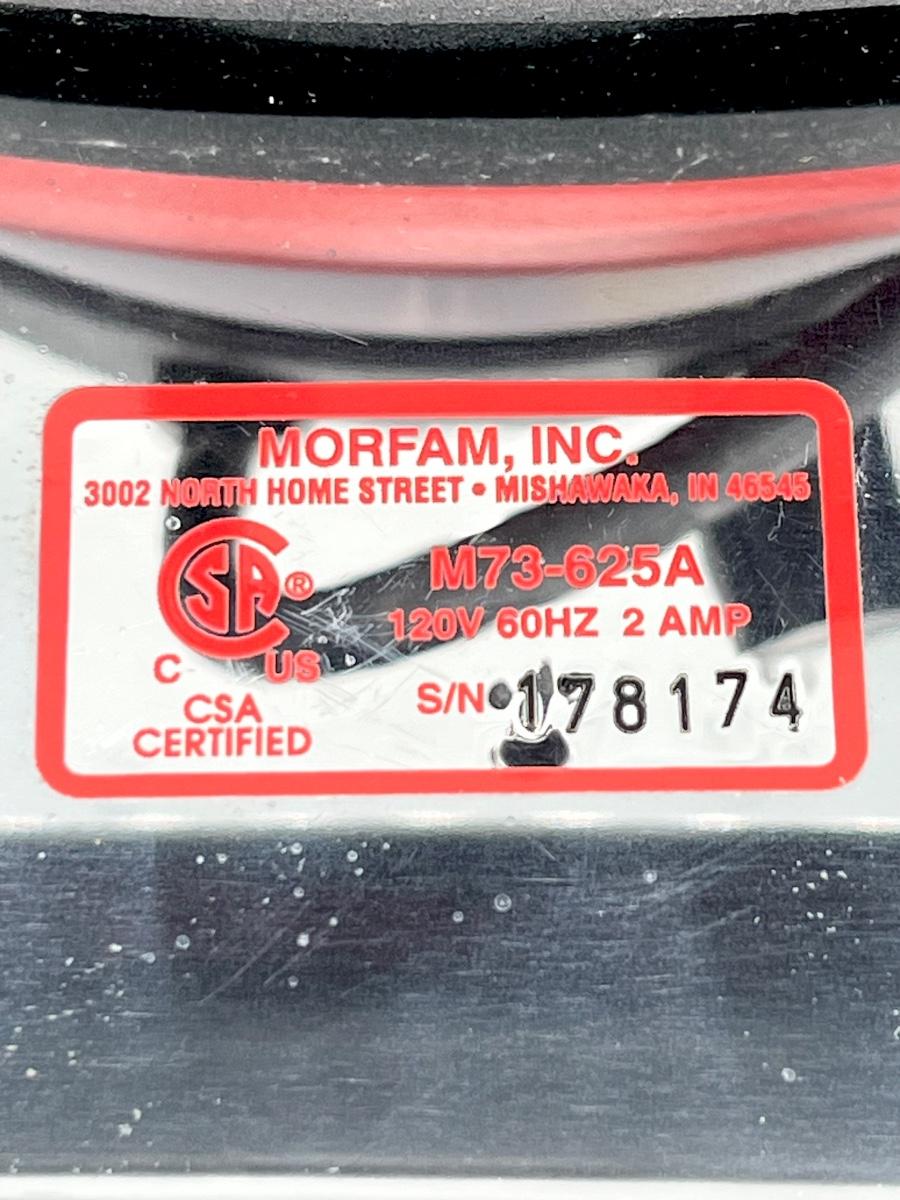 MORFAM, INC.
3002 NORTH HOME STREET • MISHAWAKA, IN 46545
SA ®
C US
CSA
CERTIFIED
M73-625A
120V 60HZ 2 AMP
S/N 178174